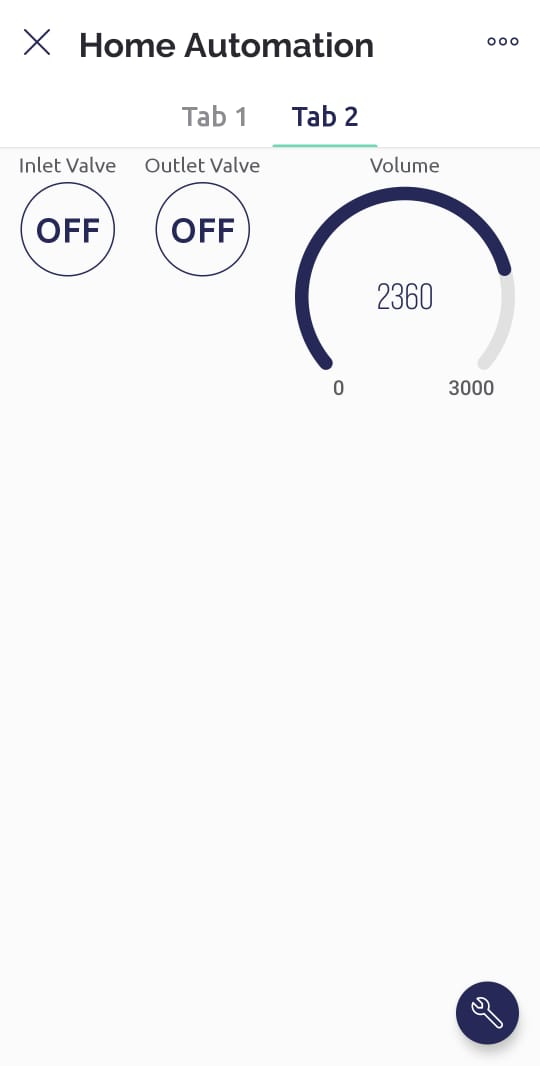 Home Automation
Tab 1 Tab 2
Inlet Valve Outlet Valve Volume
OFF OFF
2360
0 3000